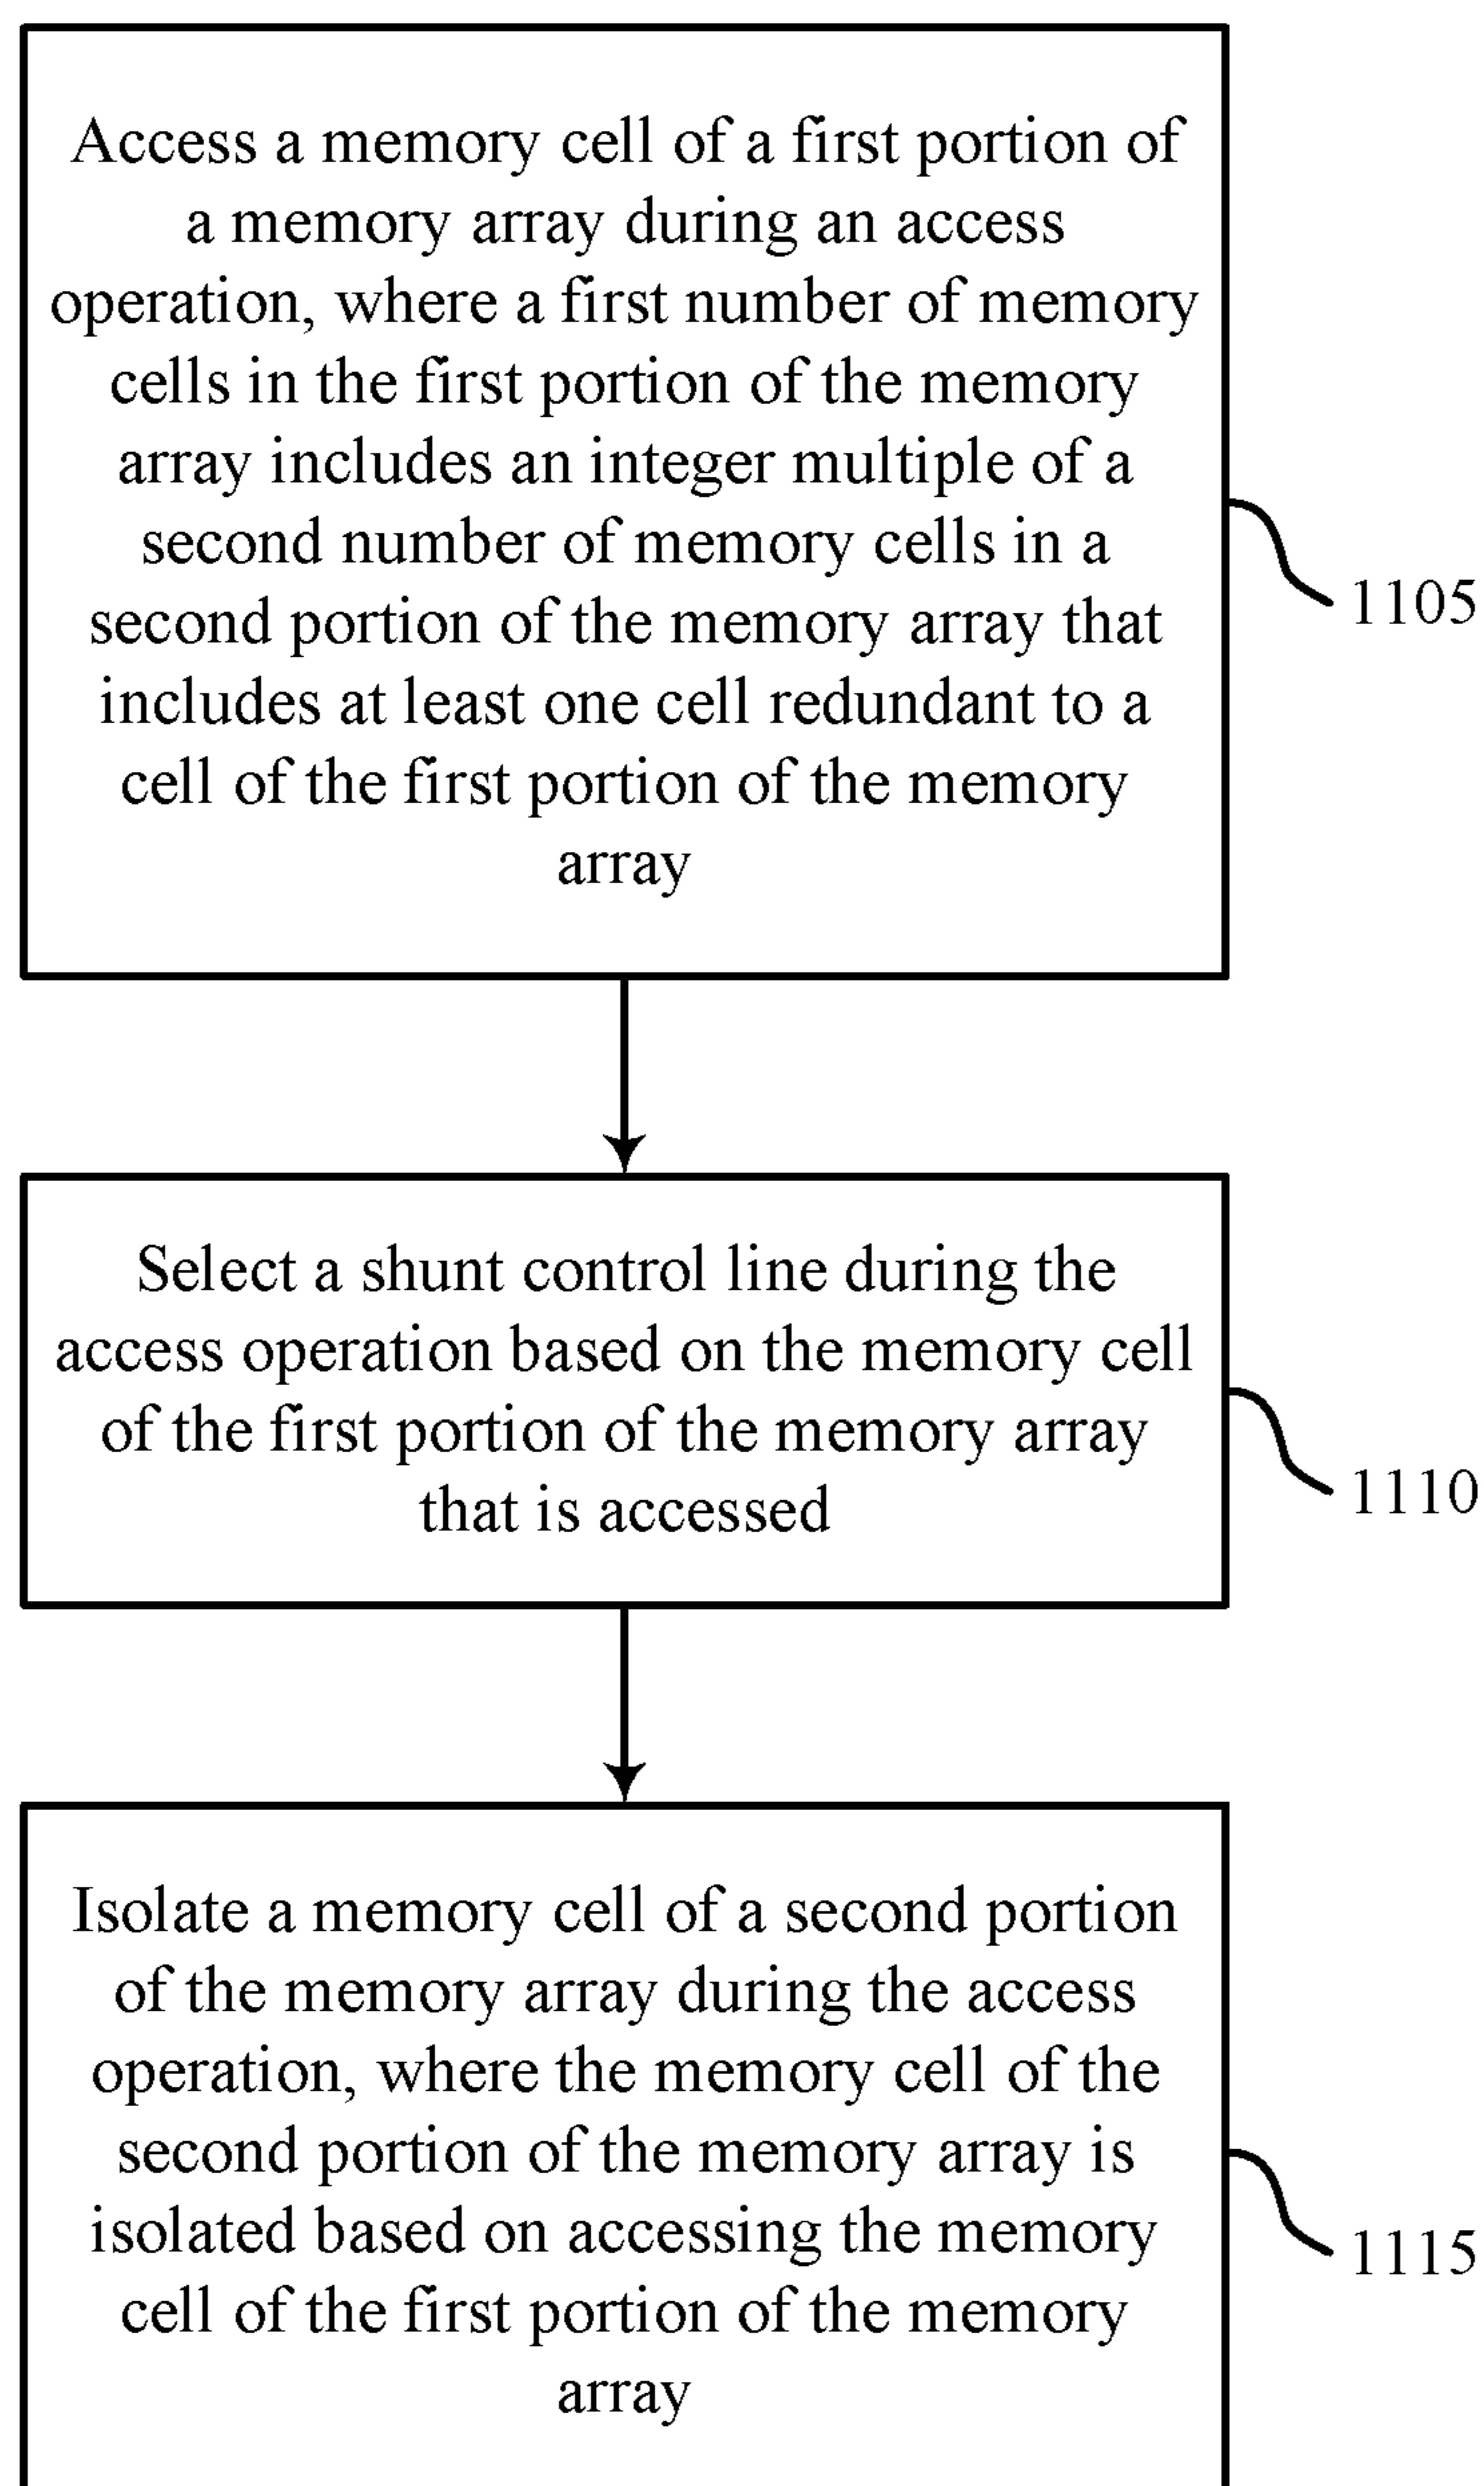 Access a memory cell of a first portion of
a memory array during an access
operation, where a first number of memory
cells in the first portion of the memory
array includes an integer multiple of a
second number of memory cells in a
second portion of the memory array that
includes at least one cell redundant to a
cell of the first portion of the memory
array
1105
Select a shunt control line during the
access operation based on the memory cell
of the first portion of the memory array
that is accessed
1110
Isolate a memory cell of a second portion
of the memory array during the access
operation, where the memory cell of the
second portion of the memory array is
isolated based on accessing the memory
cell of the first portion of the memory
array
1115